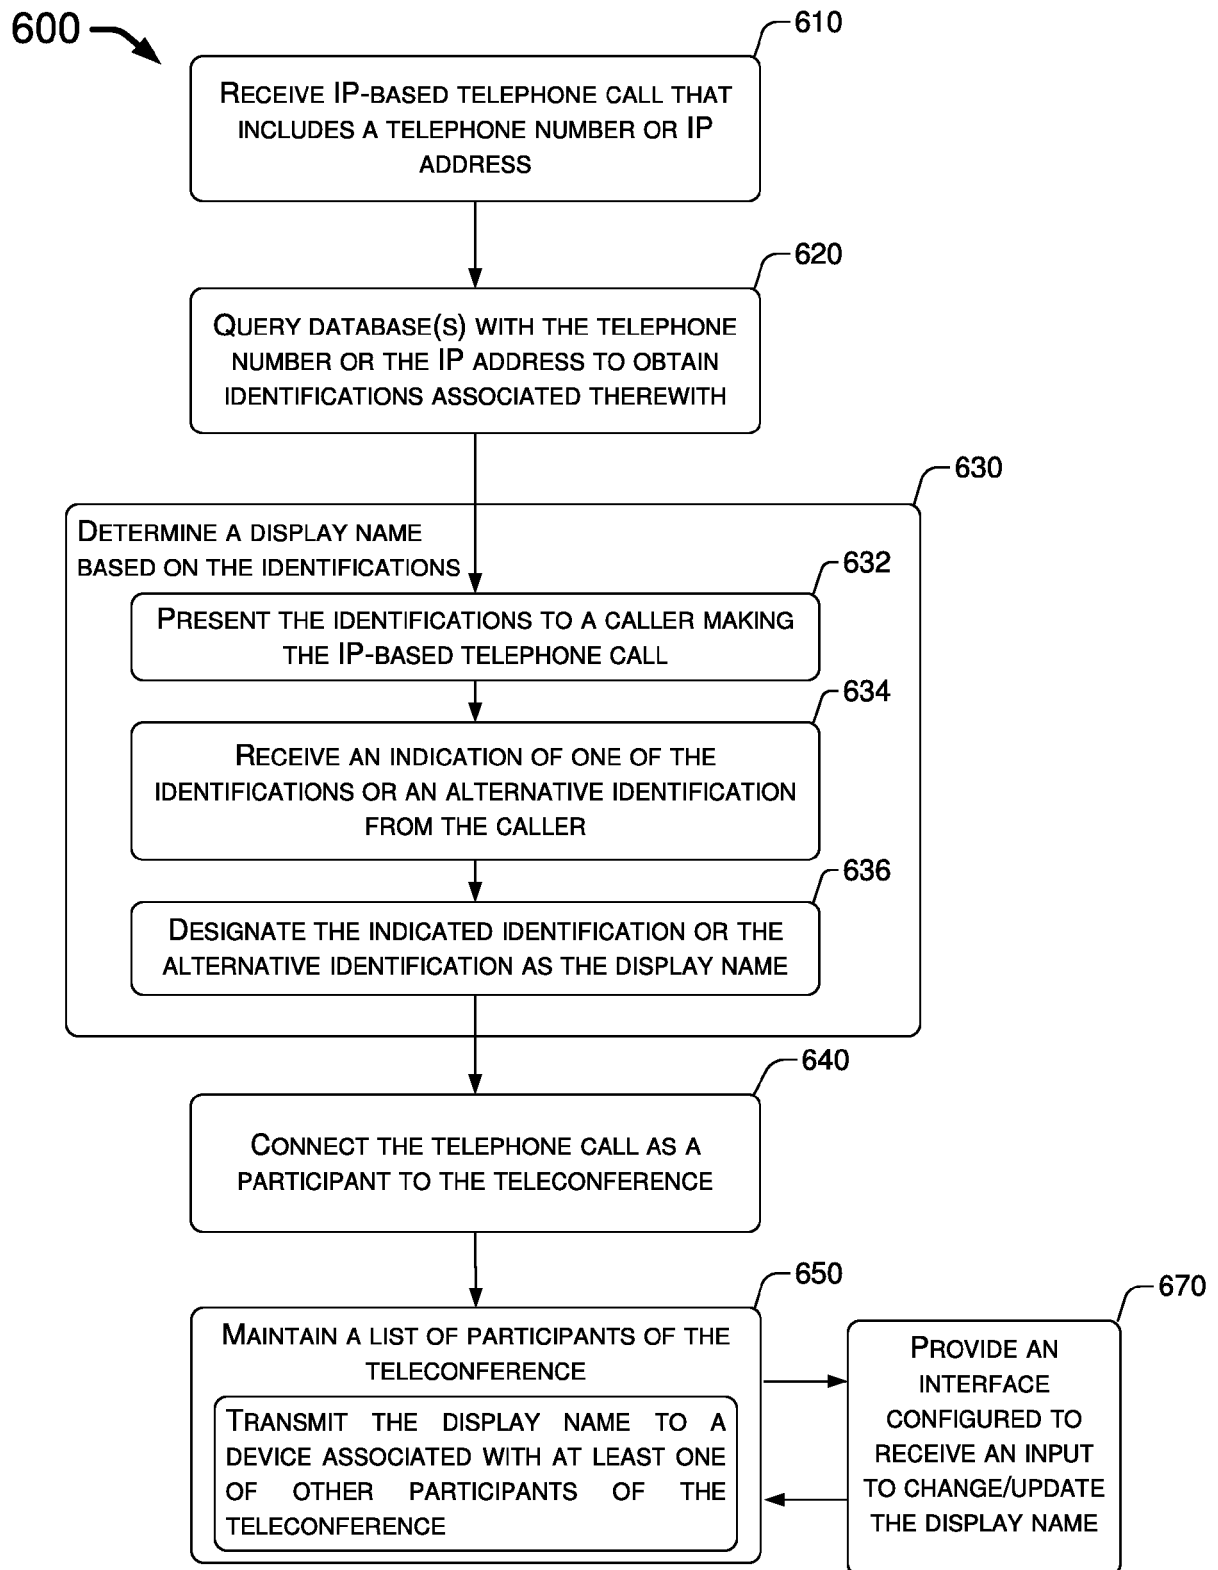 600
610
RECEIVE IP-BASED TELEPHONE CALL THAT
INCLUDES A TELEPHONE NUMBER OR IP
ADDRESS
620
QUERY DATABASE(S) WITH THE TELEPHONE
NUMBER OR THE IP ADDRESS TO OBTAIN
IDENTIFICATIONS ASSOCIATED THEREWITH
630
DETERMINE A DISPLAY NAME
BASED ON THE IDENTIFICATIONS
632
PRESENT THE IDENTIFICATIONS TO A CALLER MAKING
THE IP-BASED TELEPHONE CALL
634
RECEIVE AN INDICATION OF ONE OF THE
IDENTIFICATIONS OR AN ALTERNATIVE IDENTIFICATION
FROM THE CALLER
636
DESIGNATE THE INDICATED IDENTIFICATION OR THE
ALTERNATIVE IDENTIFICATION AS THE DISPLAY NAME
640
CONNECT THE TELEPHONE CALL AS A
PARTICIPANT TO THE TELECONFERENCE
650
MAINTAIN A LIST OF PARTICIPANTS OF THE
TELECONFERENCE
TRANSMIT THE DISPLAY NAME TO A
DEVICE ASSOCIATED WITH AT LEAST ONE
OF OTHER PARTICIPANTS OF THE
TELECONFERENCE
670
PROVIDE AN
INTERFACE
CONFIGURED TO
RECEIVE AN INPUT
TO CHANGE/UPDATE
THE DISPLAY NAME